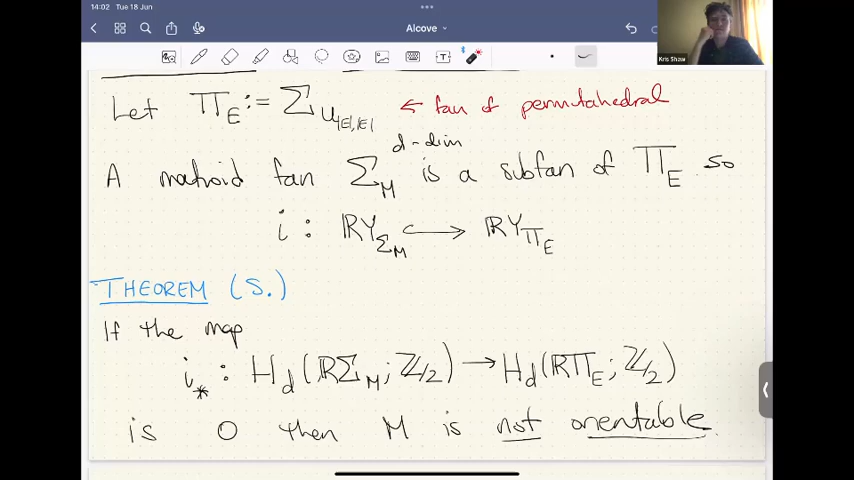 14:02 Tue 18 Jun
Alcove
Kris Shaw
Let Π_E := Σ_{U_{|E|,|E|}} ← fan of permutahedral
d-dim
A matroid fan Σ_M is a subfan of Π_E so
i : ℝY_{Σ_M} ↪ ℝY_{Π_E}
THEOREM (S.)
If the map
i_* : H_d(ℝΣ_M; ℤ/2) → H_d(ℝΠ_E; ℤ/2)
is 0 then M is not orientable.